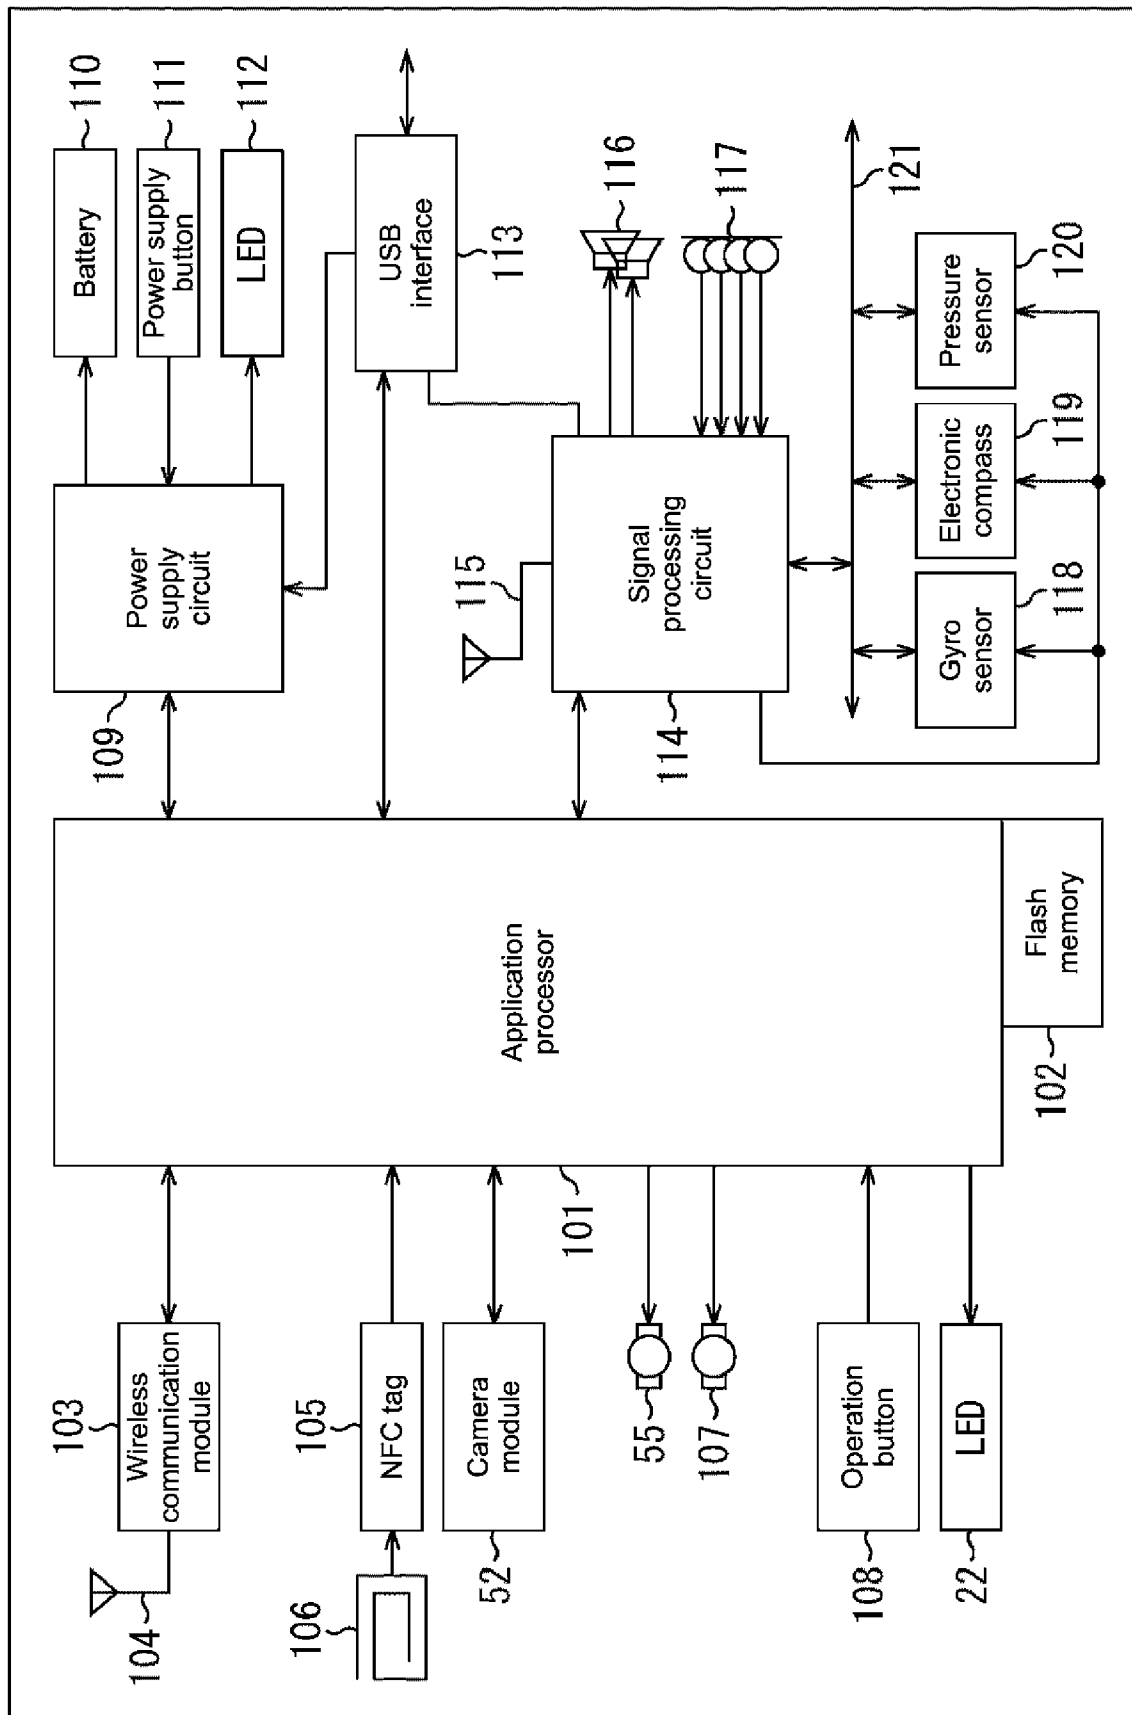 103
Wireless
communication
module
104
105
NFC tag
106
Camera
module
52
55
107
Operation
button
108
LED
22
Application
processor
101
Flash
memory
102
109
Power
supply
circuit
Battery
110
Power supply
button
111
LED
112
USB
interface
113
Signal
processing
circuit
114
115
116
117
Gyro
sensor
118
Electronic
compass
119
Pressure
sensor
120
121